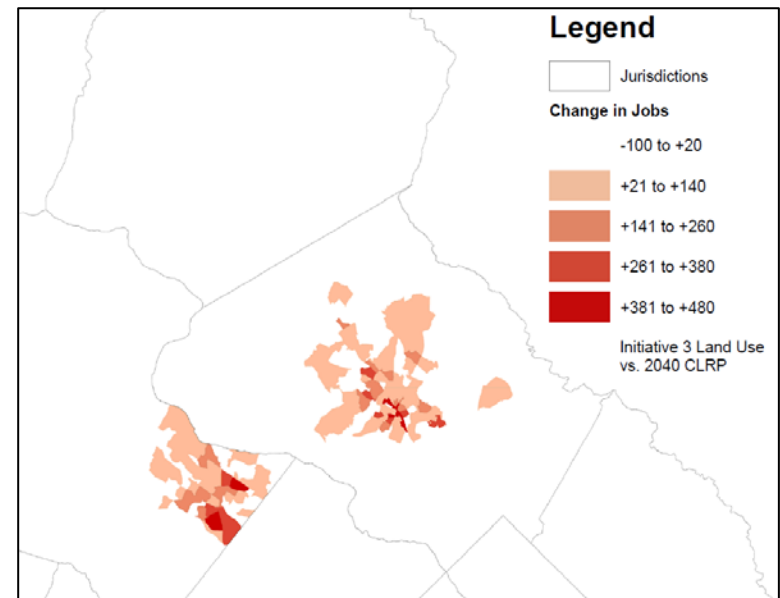 Legend
Jurisdictions
Change in Jobs
-100 to +20
+21 to +140
+141 to +260
+261 to +380
+381 to +480
Initiative 3 Land Use
vs. 2040 CLRP